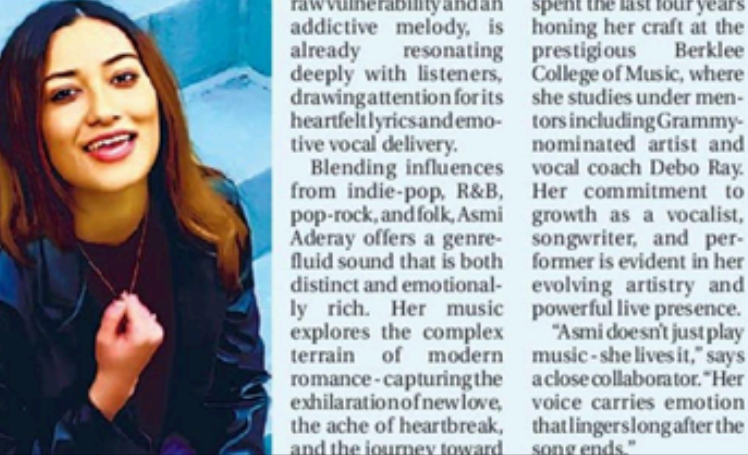 raw vulnerability and an
addictive melody, is
already resonating
deeply with listeners,
drawing attention for its
heartfelt lyrics and emo-
tive vocal delivery.
Blending influences
from indie-pop, R&B,
pop-rock, and folk, Asmi
Aderay offers a genre-
fluid sound that is both
distinct and emotional-
ly rich. Her music
explores the complex
terrain of modern
romance - capturing the
exhilaration of new love,
the ache of heartbreak,
and the journey toward
spent the last four years
honing her craft at the
prestigious Berklee
College of Music, where
she studies under men-
tors including Grammy-
nominated artist and
vocal coach Debo Ray.
Her commitment to
growth as a vocalist,
songwriter, and per-
former is evident in her
evolving artistry and
powerful live presence.
"Asmi doesn't just play
music - she lives it," says
a close collaborator. "Her
voice carries emotion
that lingers long after the
song ends."